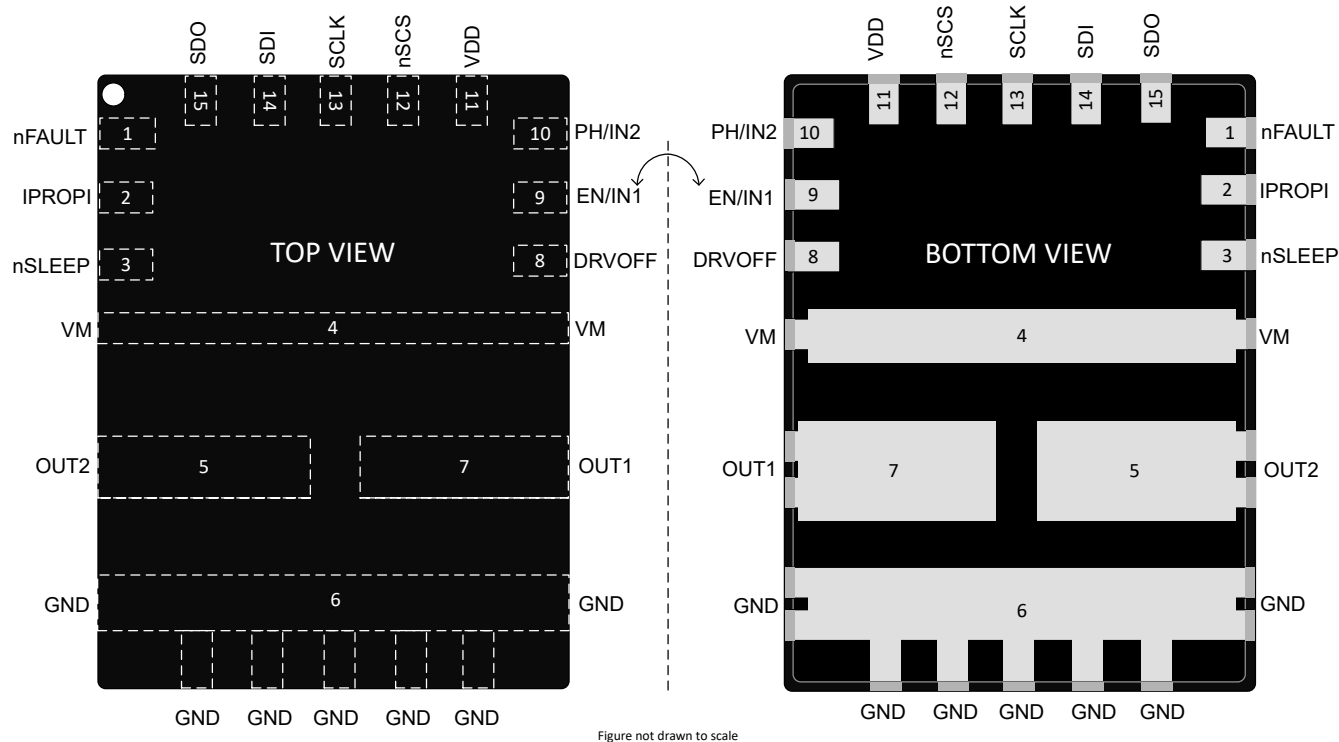 SDO
SDI
SCLK
nSCS
VDD
15
14
13
12
11
nFAULT
1
10
PH/IN2
IPROPI
2
9
EN/IN1
nSLEEP
3
TOP VIEW
8
DRVOFF
VM
4
VM
OUT2
5
7
OUT1
GND
6
GND
GND
GND
GND
GND
GND
VDD
nSCS
SCLK
SDI
SDO
11
12
13
14
15
PH/IN2
10
1
nFAULT
EN/IN1
9
2
IPROPI
DRVOFF
8
BOTTOM VIEW
3
nSLEEP
VM
4
VM
OUT1
7
5
OUT2
GND
6
GND
GND
GND
GND
GND
GND
Figure not drawn to scale